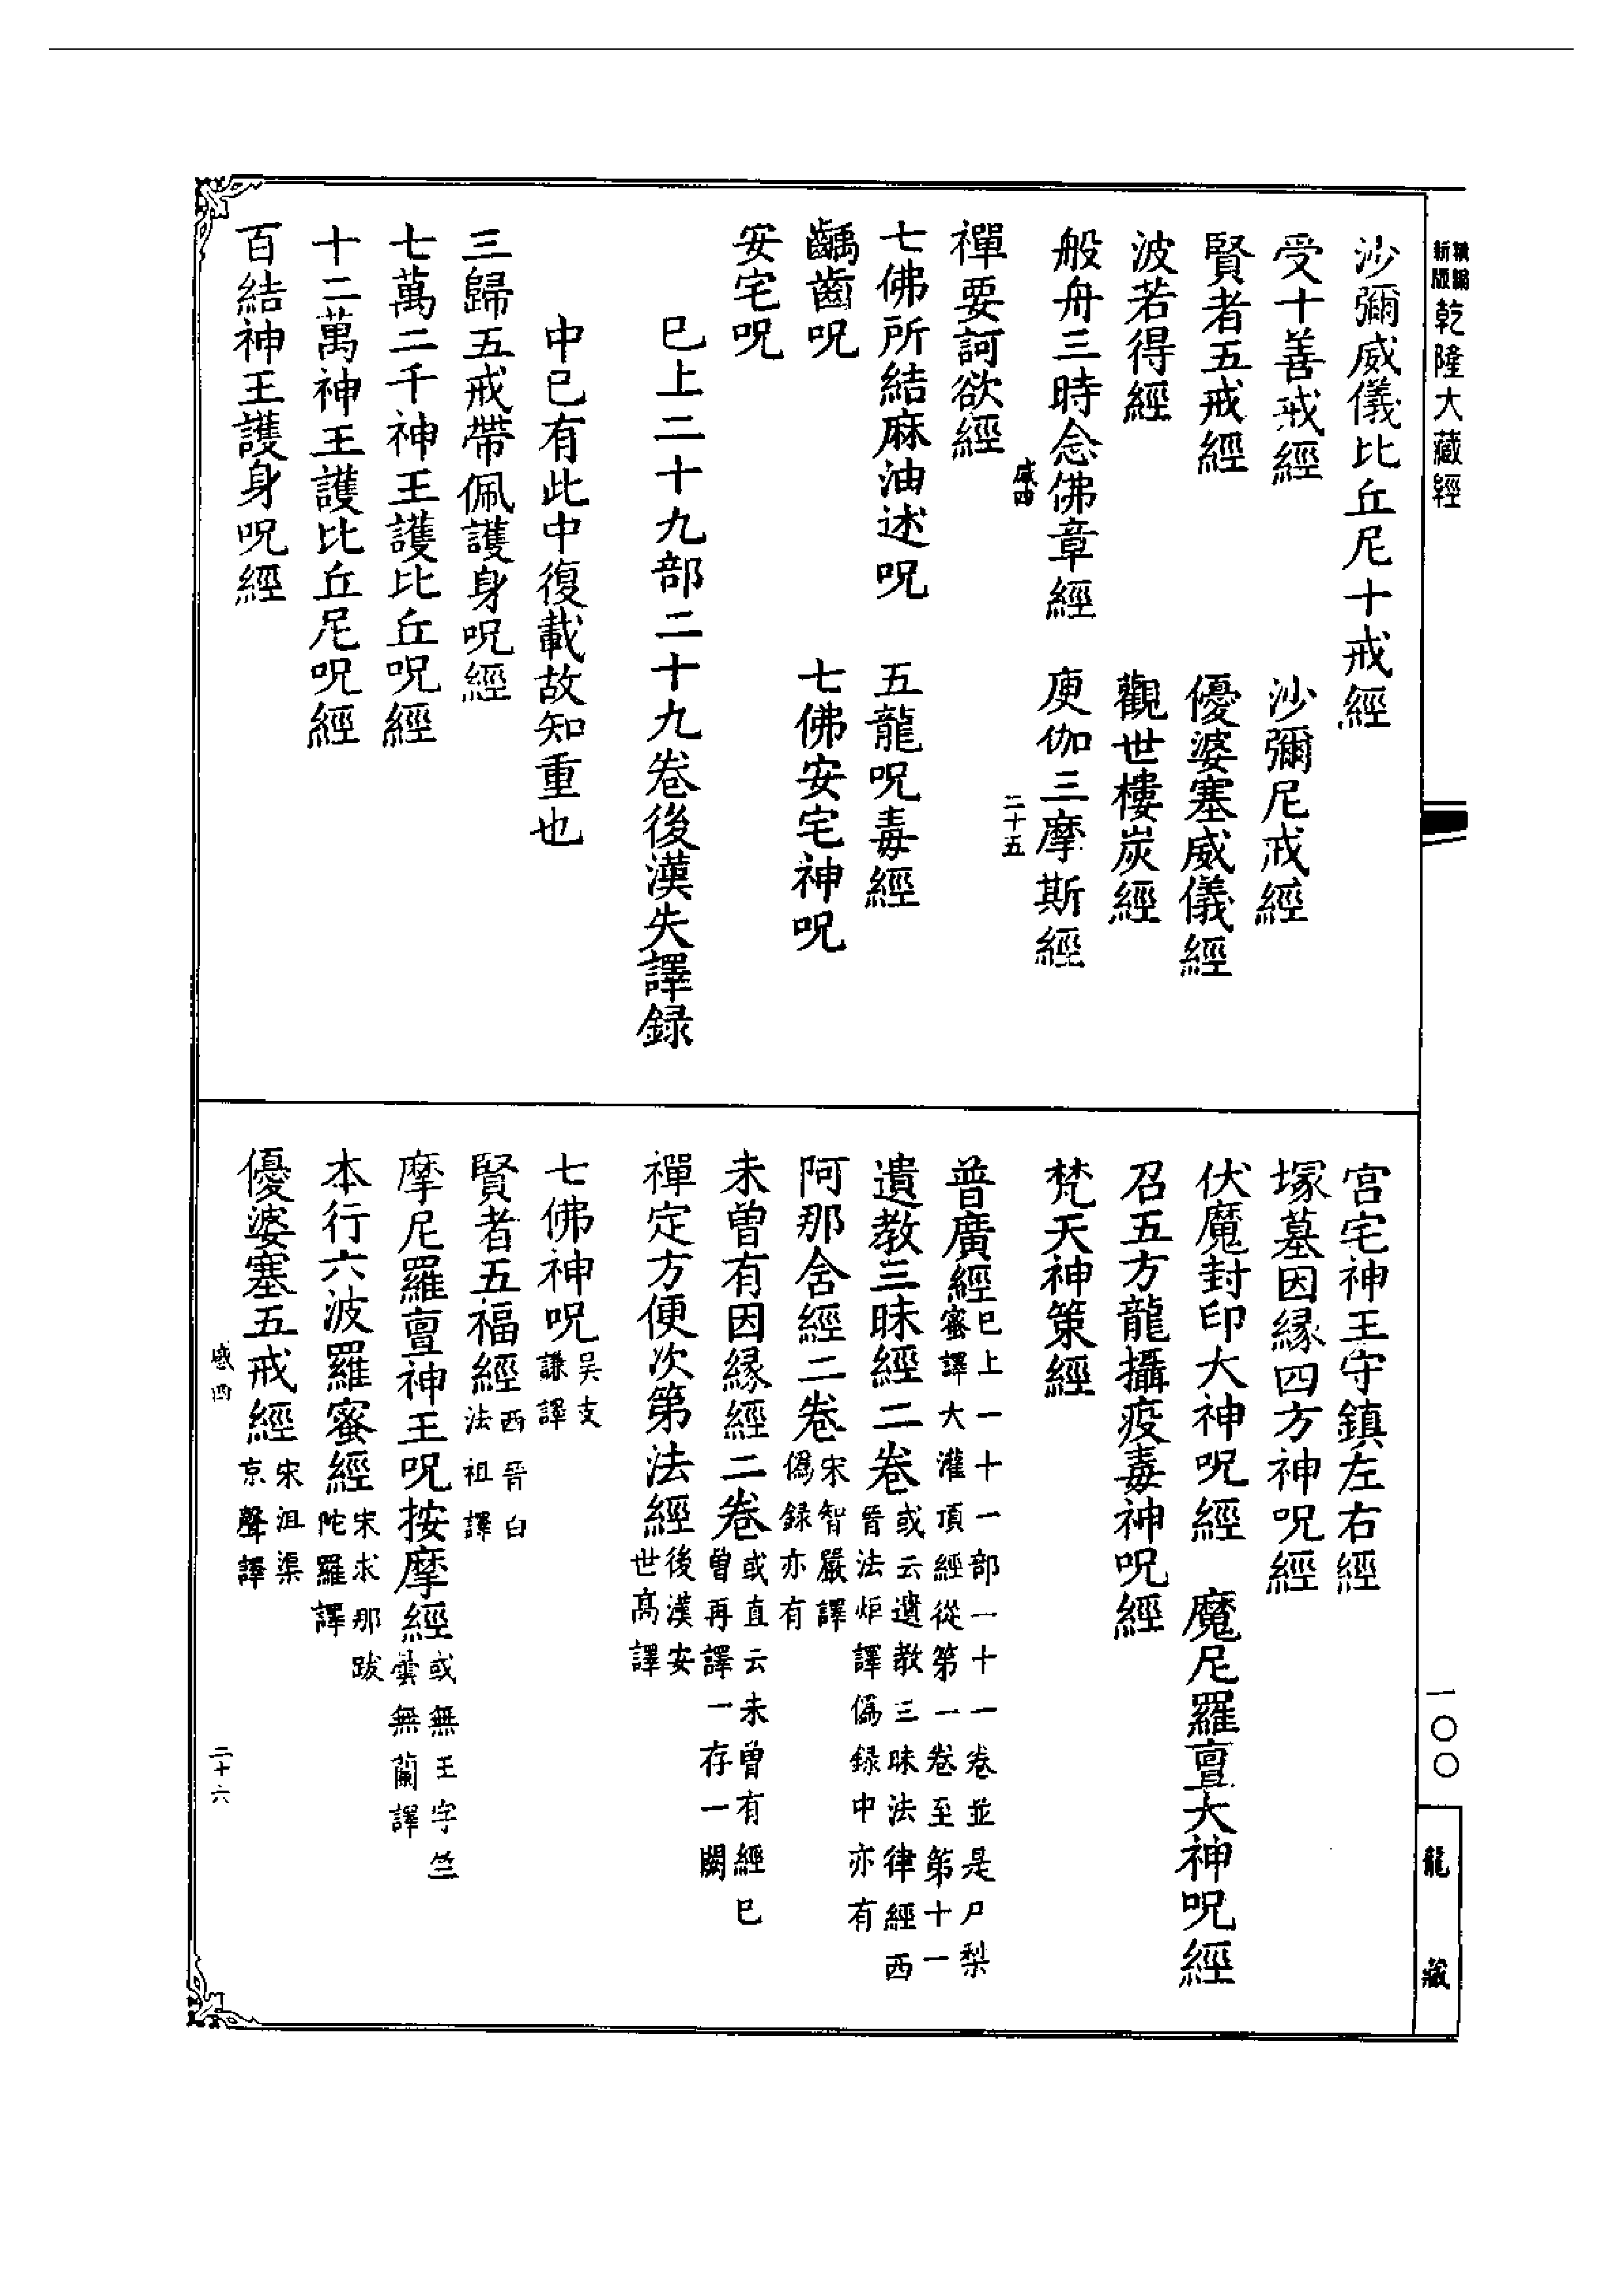 新版
乾隆大藏經
沙彌威儀比丘尼十戒經
受十善戒經　沙彌尼戒經
賢者五戒經　優婆塞威儀經
波若得經　觀世樓炭經
般舟三時念佛章經　庾伽三摩斯經
二十五
禪要訶欲經
七佛所結麻油述呪　五龍呪毒經
齲齒呪　七佛安宅神呪
安宅呪
已上二十九部二十九卷後漢失譯録
中已有此中復載故知重也
三歸五戒帶佩護身呪經
七萬二千神王護比丘呪經
十二萬神王護比丘尼呪經
百結神王護身呪經
宮宅神王守鎮左右經
塚墓因縁四方神呪經
伏魔封印大神呪經　魔尼羅亶大神呪經
召五方龍攝疫毒神呪經
梵天神策經
普廣經已上一十一部一十一卷並是尸梨蜜譯大灌頂經從第一卷至第十一
遺教三昧經二卷或云遺教三昧法律經西晉法炬譯僞録中亦有
阿那含經二卷宋智嚴譯僞録亦有
未曽有因縁經二卷或直云未曽有經已曽再譯一存一闕
禪定方便次第法經後漢安世高譯
七佛神呪吳支謙譯
賢者五福經西晉白法祖譯
摩尼羅亶神王呪按摩經或無王字竺曇無蘭譯
本行六波羅蜜經宋求那跋陀羅譯
優婆塞五戒經宋沮渠京聲譯
感四
二十六
一〇〇
龍藏